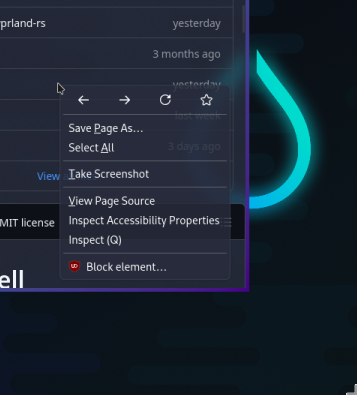 prland-rs
yesterday
3 months ago
yesterday
last week
Save Page As...
Select All
3 days ago
Take Screenshot
View
View Page Source
MIT license
Inspect Accessibility Properties
Inspect (Q)
Block element...
ell